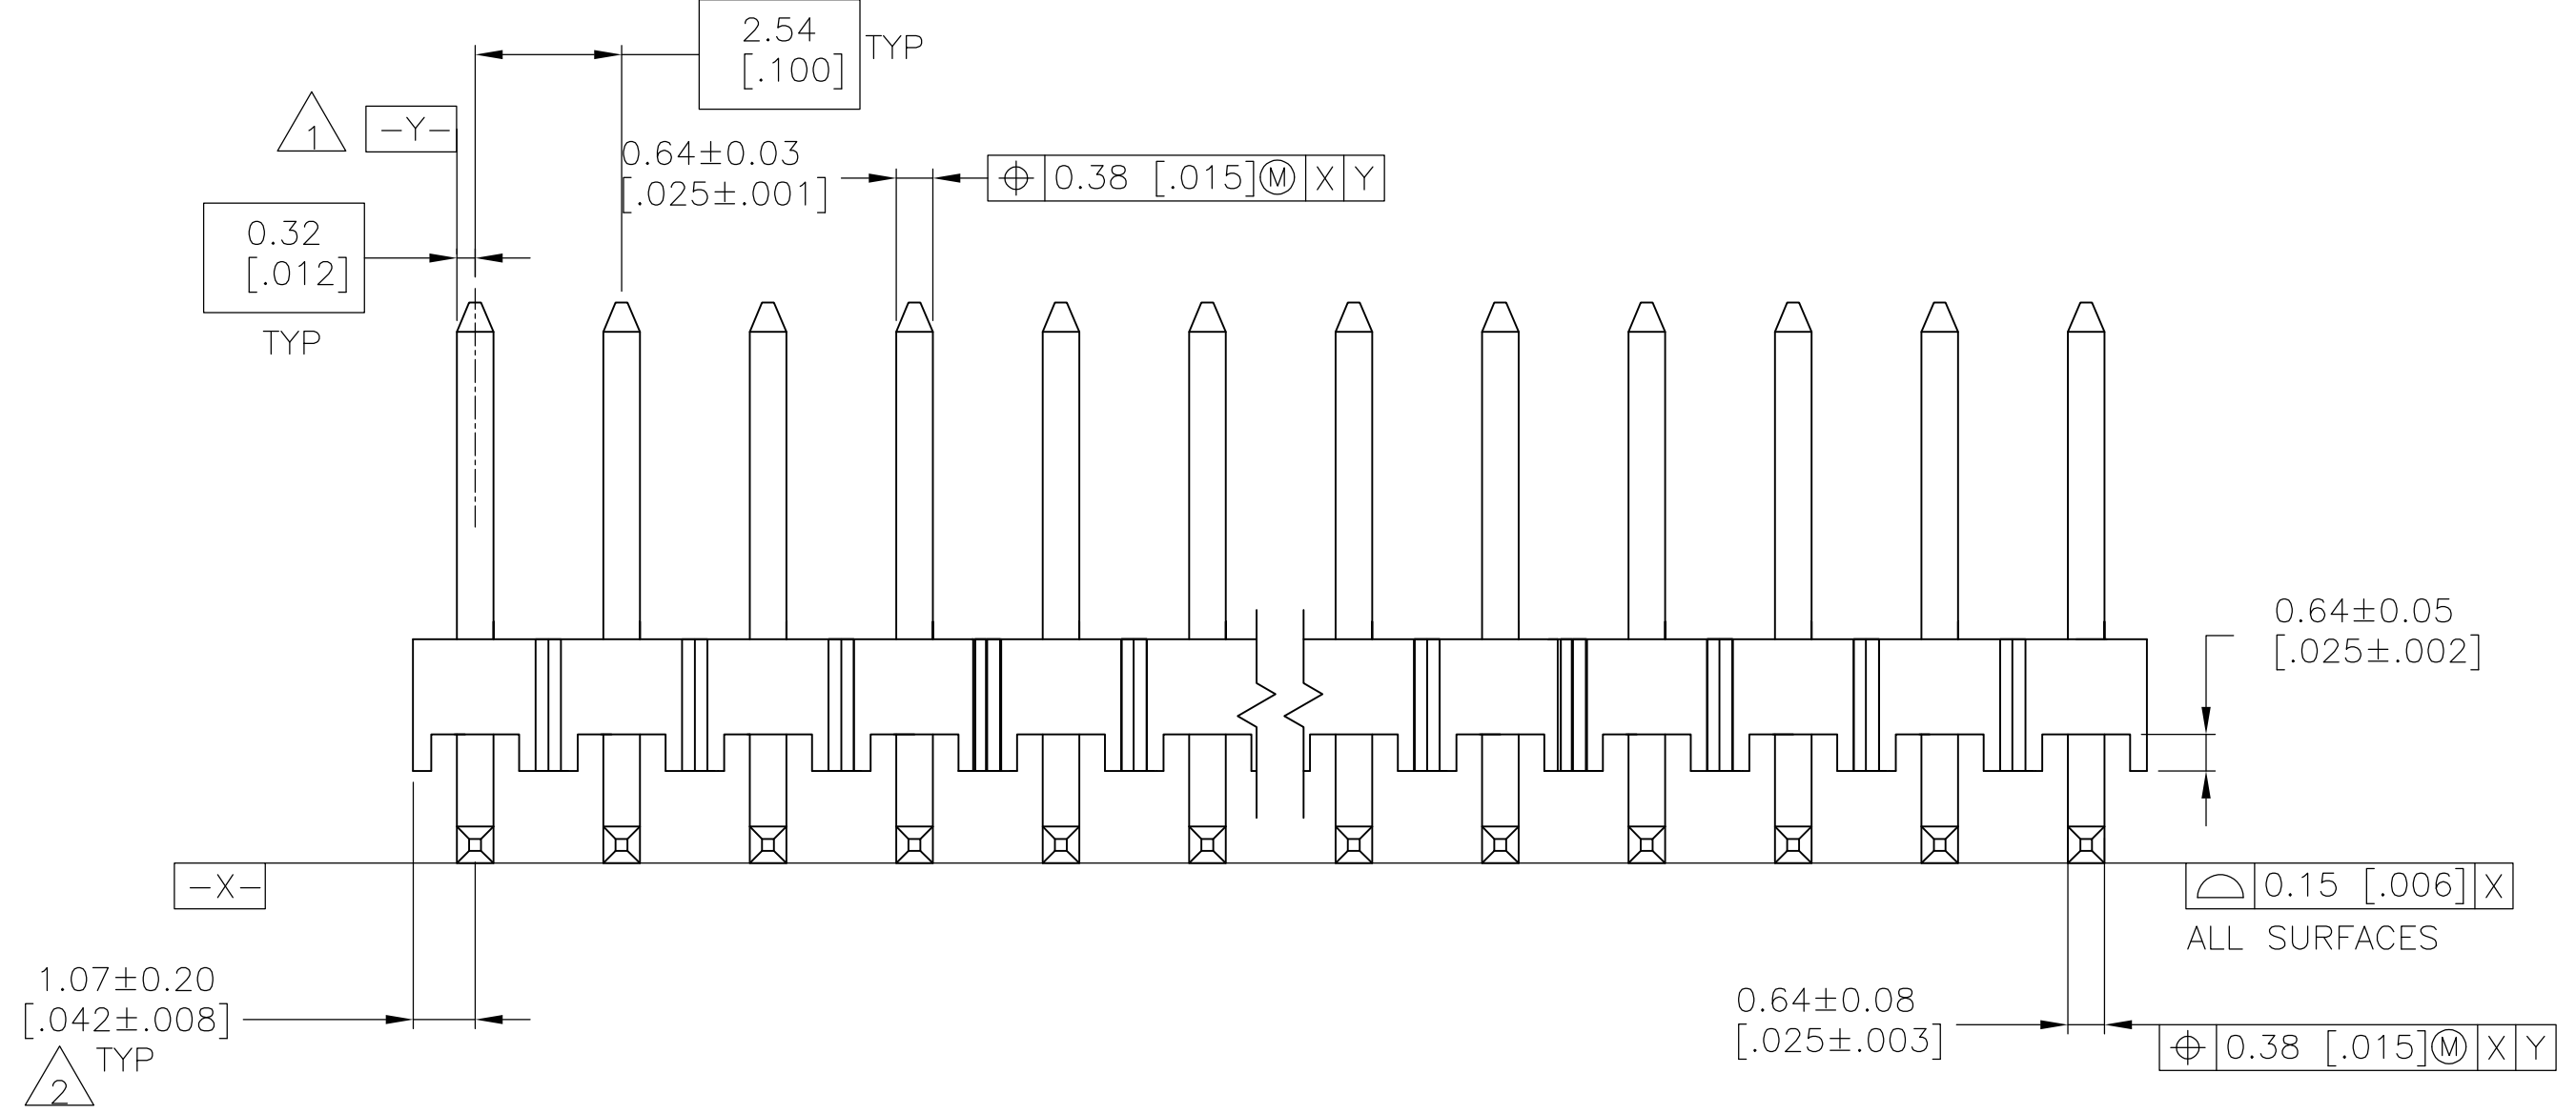 2.54
[.100]
TYP
1
-Y-
0.64±0.03
[.025±.001]
⌖ 0.38 [.015]Ⓜ X Y
0.32
[.012]
TYP
0.64±0.05
[.025±.002]
-X-
⌓ 0.15 [.006] X
ALL SURFACES
1.07±0.20
[.042±.008]
TYP
2
0.64±0.08
[.025±.003]
⌖ 0.38 [.015]Ⓜ X Y